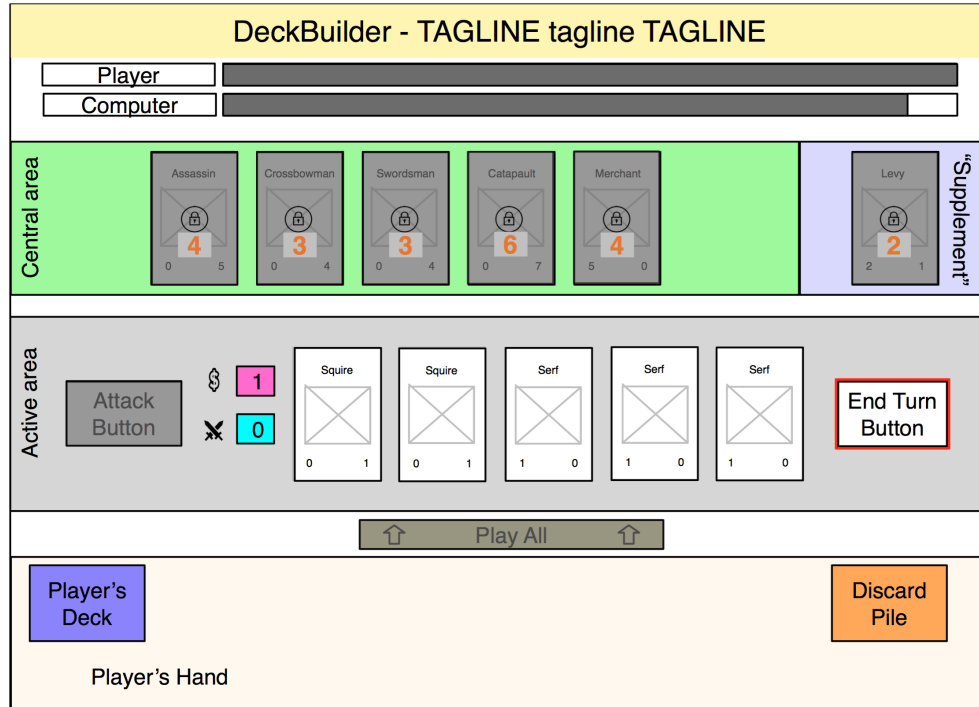 DeckBuilder - TAGLINE tagline TAGLINE
Player
Computer
Central area
Assassin
4
0 5
Crossbowman
3
0 4
Swordsman
3
0 4
Catapault
6
0 7
Merchant
4
5 0
Levy
2
2 1
"Supplement"
Active area
Attack
Button
$ 1
0
Squire
0 1
Squire
0 1
Serf
1 0
Serf
1 0
Serf
1 0
End Turn
Button
Play All
Player's
Deck
Discard
Pile
Player's Hand